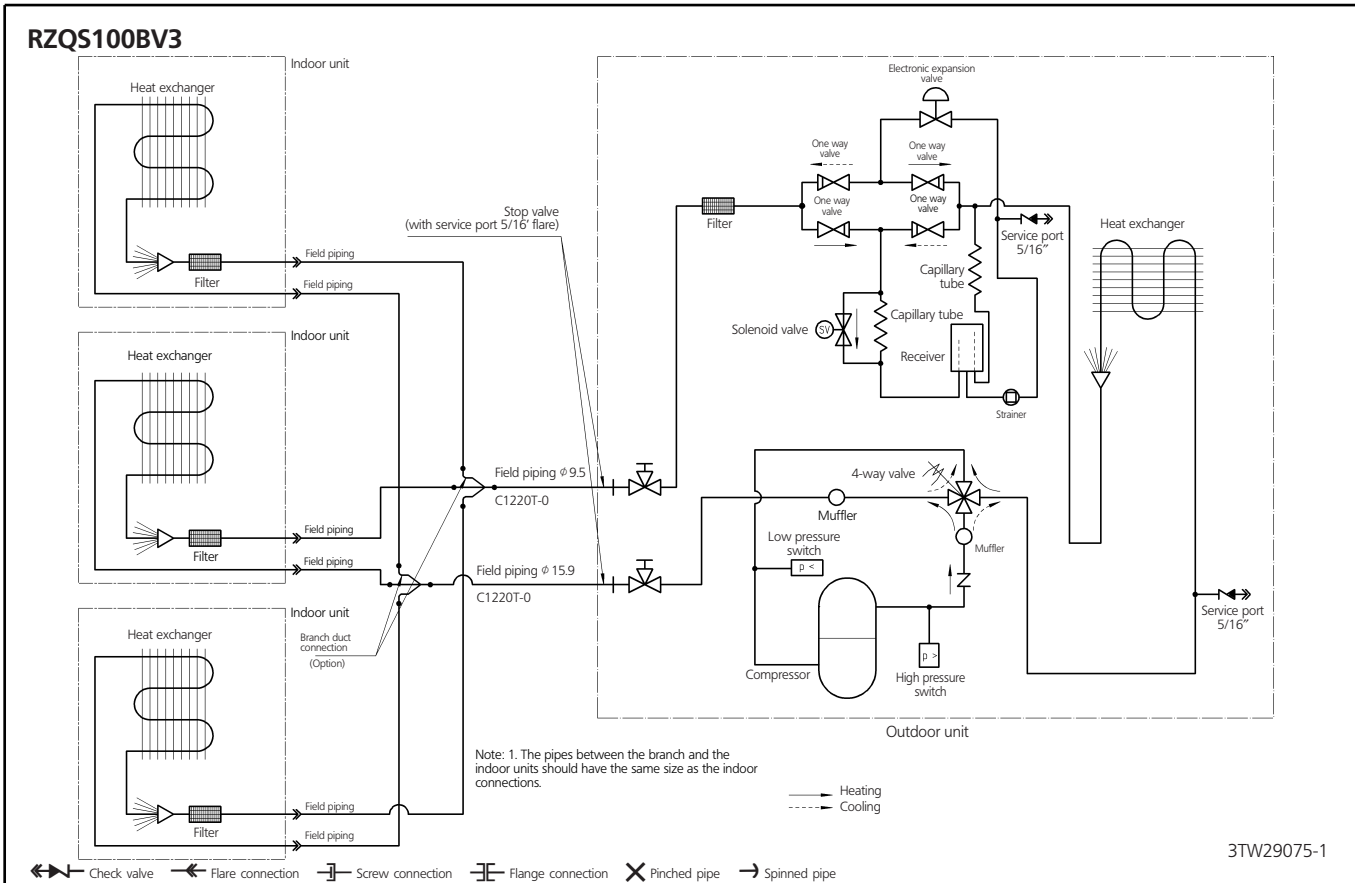 RZQS100BV3
Indoor unit
Heat exchanger
Filter
Field piping
Field piping
Indoor unit
Heat exchanger
Filter
Field piping
Field piping
Indoor unit
Heat exchanger
Filter
Field piping
Field piping
Branch duct
connection
(Option)
Stop valve
(with service port 5/16' flare)
Field piping ϕ9.5
C1220T-0
Field piping ϕ 15.9
C1220T-0
Electronic expansion
valve
One way
valve
One way
valve
One way
valve
One way
valve
Filter
Service port
5/16″
Heat exchanger
Capillary
tube
Capillary tube
Solenoid valve
SV
Receiver
Strainer
4-way valve
Muffler
Muffler
Low pressure
switch
p <
Compressor
p >
High pressure
switch
Service port
5/16″
Outdoor unit
Note: 1. The pipes between the branch and the
indoor units should have the same size as the indoor
connections.
Heating
Cooling
3TW29075-1
Check valve
Flare connection
Screw connection
Flange connection
Pinched pipe
Spinned pipe